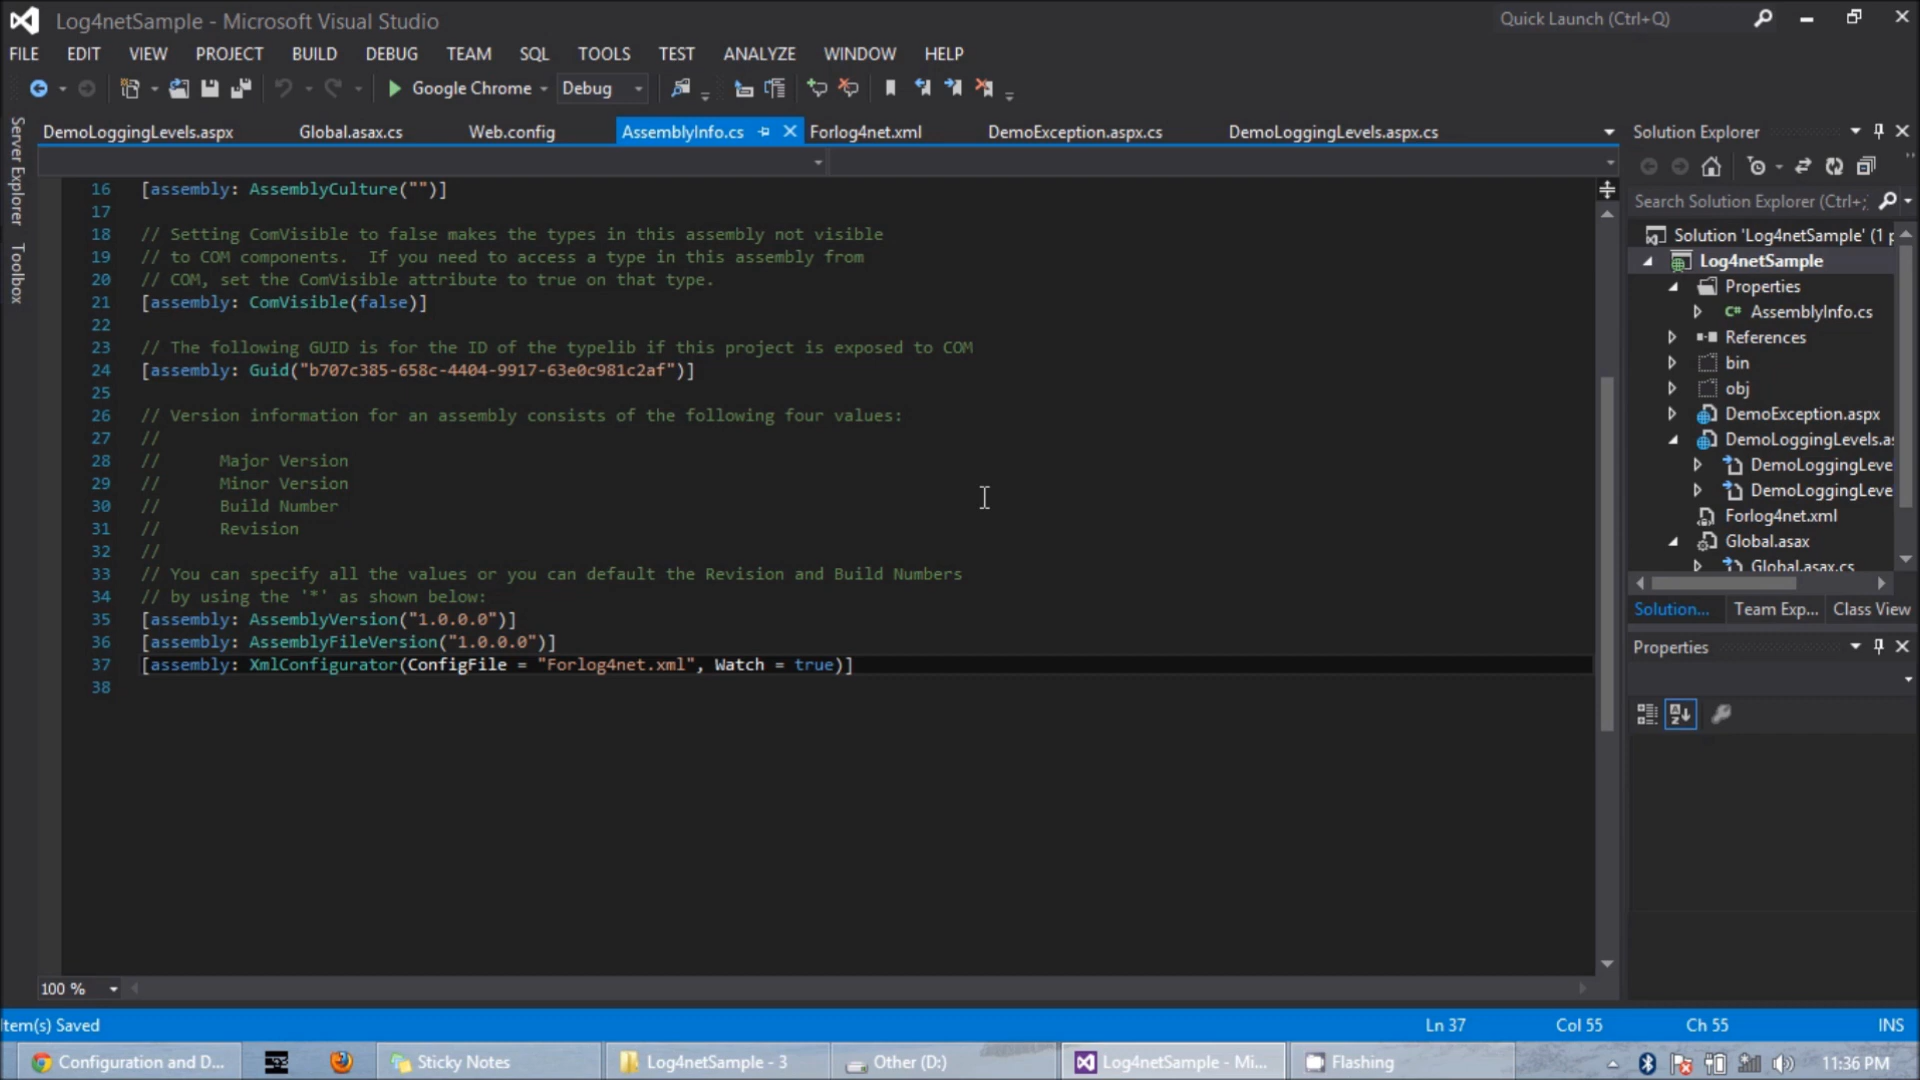 Log4netSample - Microsoft Visual Studio
Quick Launch (Ctrl+Q)
FILE EDIT VIEW PROJECT BUILD DEBUG TEAM SQL TOOLS TEST ANALYZE WINDOW HELP
Google Chrome Debug
DemoLoggingLevels.aspx Global.asax.cs Web.config AssemblyInfo.cs Forlog4net.xml DemoException.aspx.cs DemoLoggingLevels.aspx.cs
Server Explorer
Toolbox
16 [assembly: AssemblyCulture("")]
17
18 // Setting ComVisible to false makes the types in this assembly not visible
19 // to COM components.  If you need to access a type in this assembly from
20 // COM, set the ComVisible attribute to true on that type.
21 [assembly: ComVisible(false)]
22
23 // The following GUID is for the ID of the typelib if this project is exposed to COM
24 [assembly: Guid("b707c385-658c-4404-9917-63e0c981c2af")]
25
26 // Version information for an assembly consists of the following four values:
27 //
28 //      Major Version
29 //      Minor Version
30 //      Build Number
31 //      Revision
32 //
33 // You can specify all the values or you can default the Revision and Build Numbers
34 // by using the '*' as shown below:
35 [assembly: AssemblyVersion("1.0.0.0")]
36 [assembly: AssemblyFileVersion("1.0.0.0")]
37 [assembly: XmlConfigurator(ConfigFile = "Forlog4net.xml", Watch = true)]
38
100 %
Solution Explorer
Search Solution Explorer (Ctrl+;
Solution 'Log4netSample' (1 p
Log4netSample
Properties
C# AssemblyInfo.cs
References
bin
obj
DemoException.aspx
DemoLoggingLevels.as
DemoLoggingLeve
DemoLoggingLeve
Forlog4net.xml
Global.asax
Global.asax.cs
Solution... Team Exp... Class View
Properties
tem(s) Saved Ln 37 Col 55 Ch 55 INS
Configuration and D... Sticky Notes Log4netSample - 3 Other (D:) Log4netSample - Mi... Flashing 11:36 PM